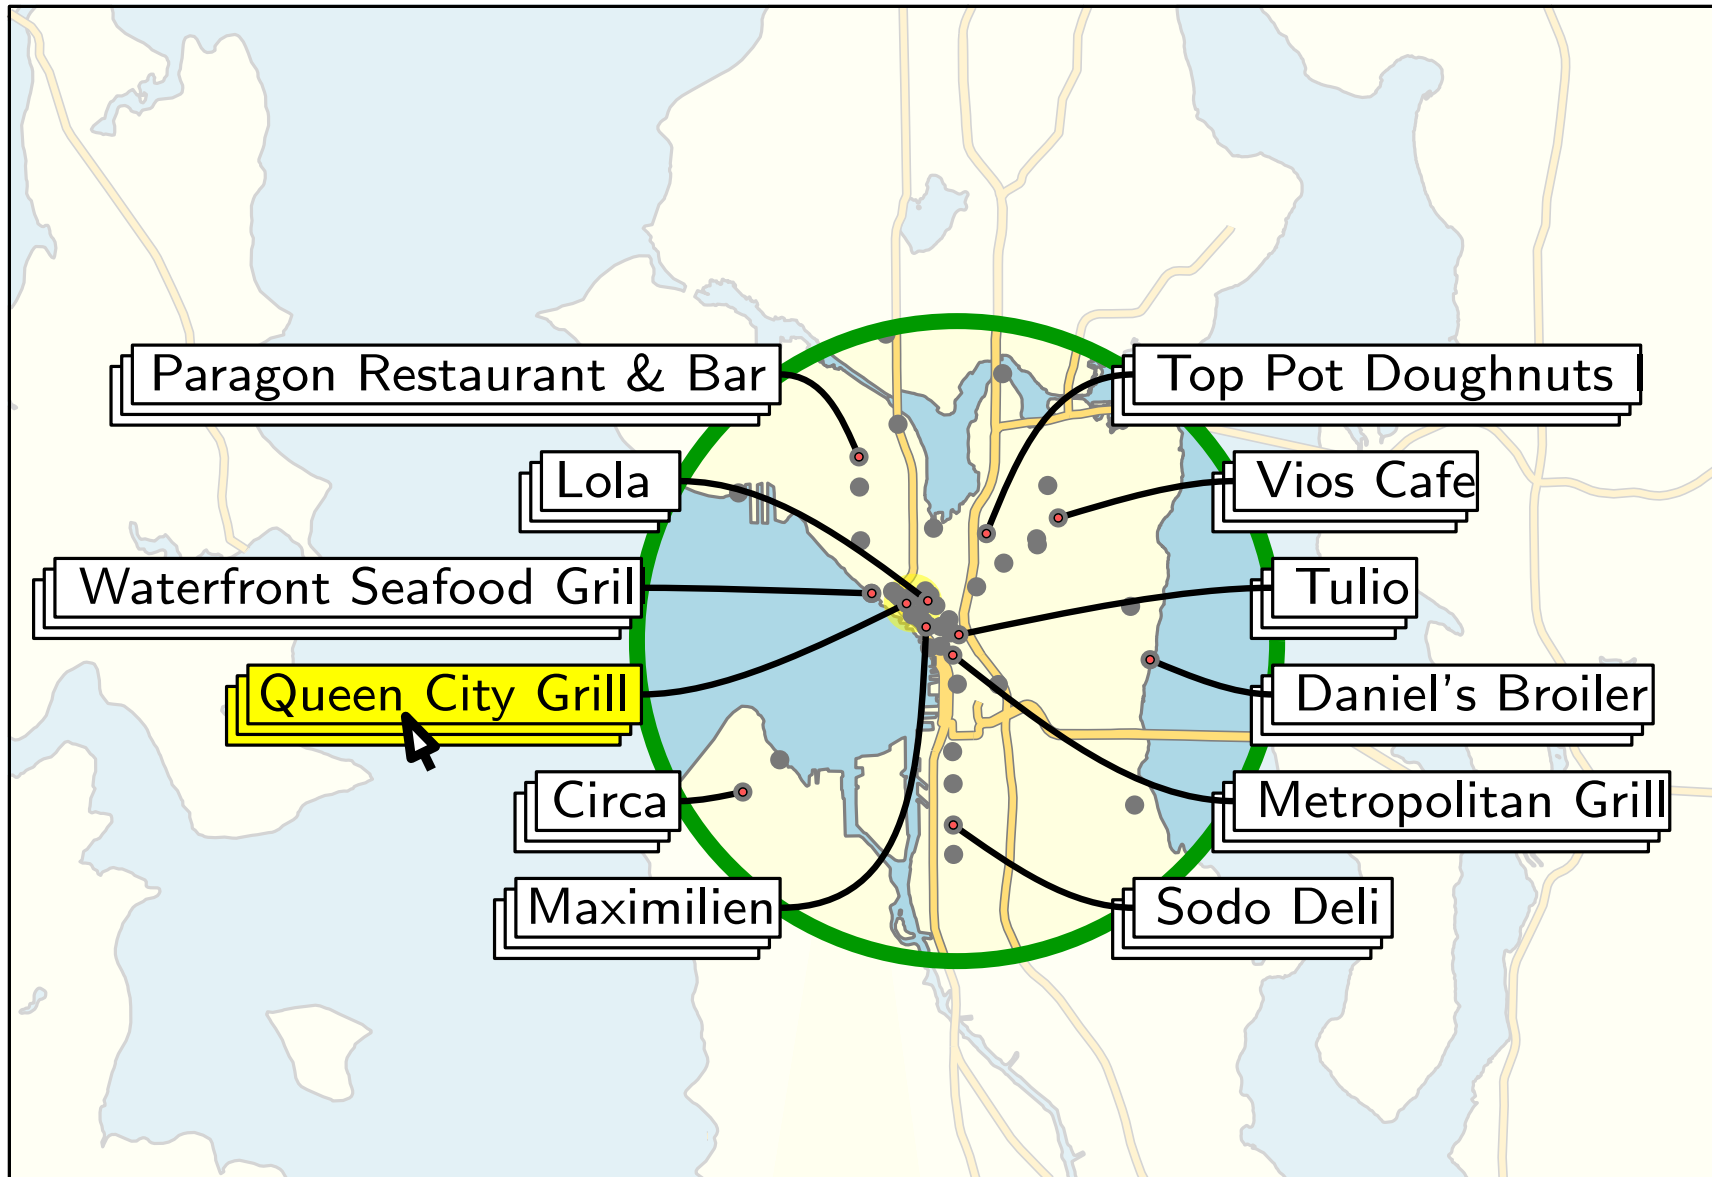 Paragon Restaurant & Bar
Top Pot Doughnuts
Lola
Vios Cafe
Waterfront Seafood Gril
Tulio
Queen City Grill
Daniel's Broiler
Circa
Metropolitan Grill
Maximilien
Sodo Deli